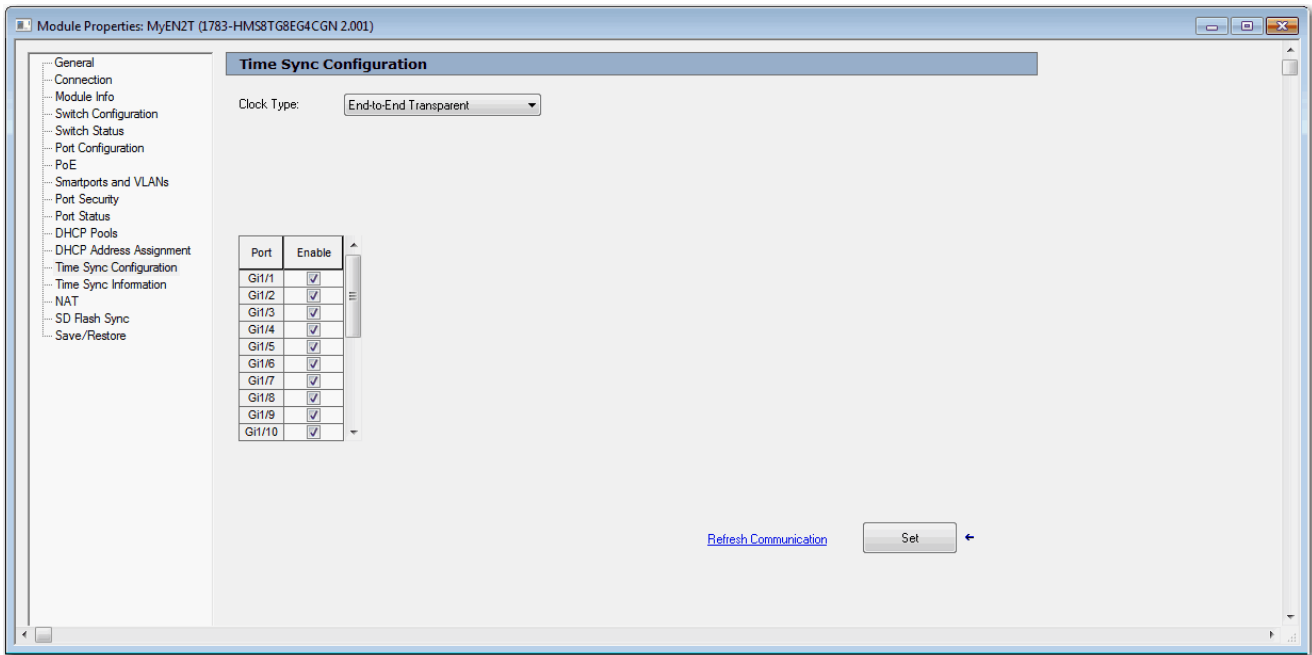 Module Properties: MyEN2T (1783-HMS8TG8EG4CGN 2.001)
General
Connection
Module Info
Switch Configuration
Switch Status
Port Configuration
PoE
Smartports and VLANs
Port Security
Port Status
DHCP Pools
DHCP Address Assignment
Time Sync Configuration
Time Sync Information
NAT
SD Flash Sync
Save/Restore
Time Sync Configuration
Clock Type: End-to-End Transparent
Port Enable
Gi1/1
Gi1/2
Gi1/3
Gi1/4
Gi1/5
Gi1/6
Gi1/7
Gi1/8
Gi1/9
Gi1/10
Refresh Communication Set